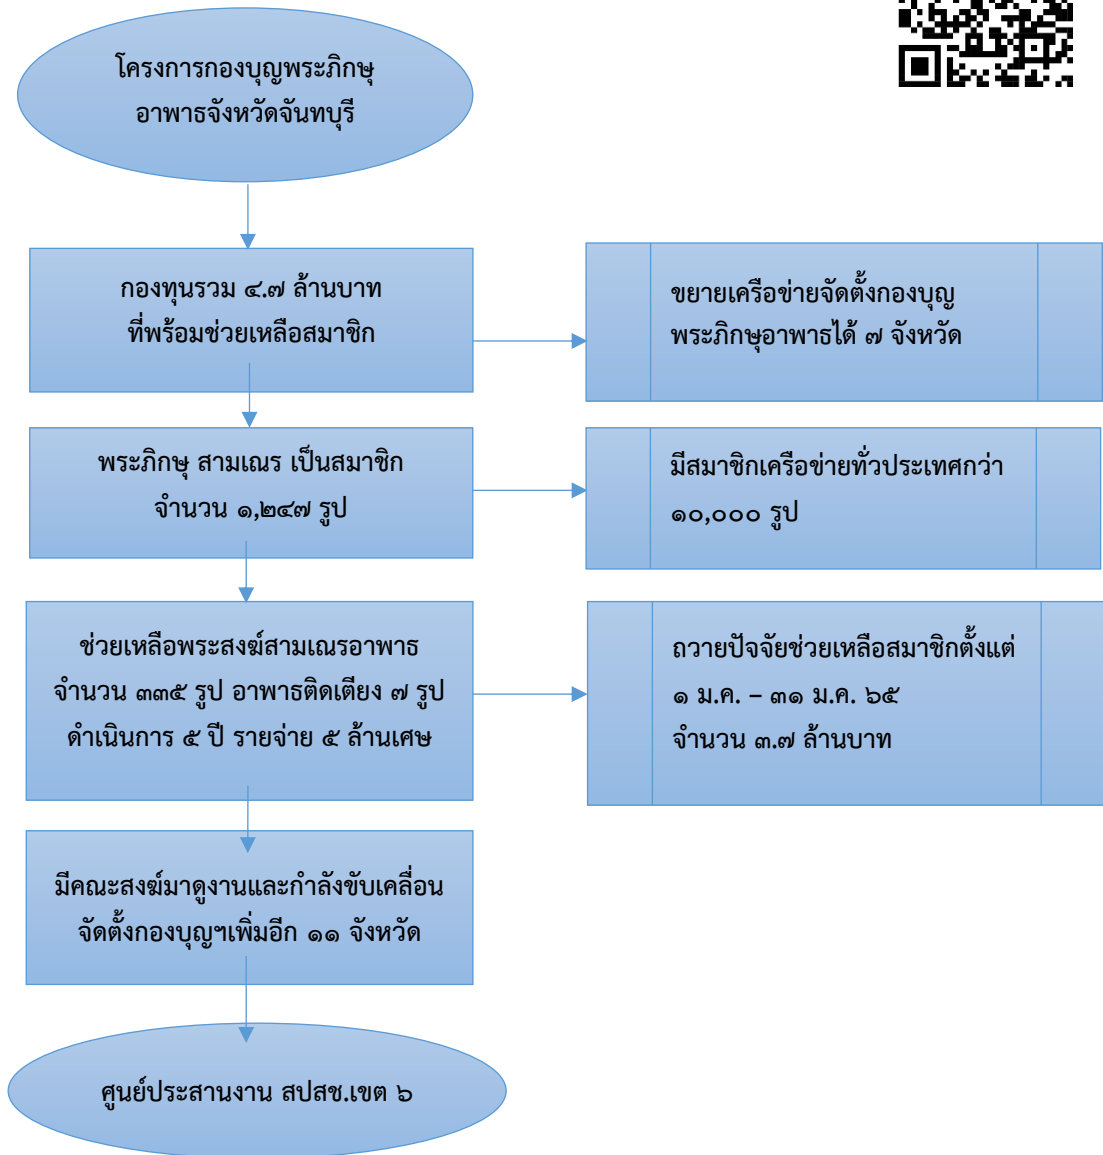 โครงการกองบุญพระภิกษุ
อาพาธจังหวัดจันทบุรี
กองทุนรวม ๔.๗ ล้านบาท
ที่พร้อมช่วยเหลือสมาชิก
ขยายเครือข่ายจัดตั้งกองบุญ
พระภิกษุอาพาธได้ ๗ จังหวัด
พระภิกษุ สามเณร เป็นสมาชิก
จำนวน ๑,๒๔๗ รูป
มีสมาชิกเครือข่ายทั่วประเทศกว่า
๑๐,๐๐๐ รูป
ช่วยเหลือพระสงฆ์สามเณรอาพาธ
จำนวน ๓๓๕ รูป อาพาธติดเตียง ๗ รูป
ดำเนินการ ๕ ปี รายจ่าย ๕ ล้านเศษ
ถวายปัจจัยช่วยเหลือสมาชิกตั้งแต่
๑ ม.ค. – ๓๑ ม.ค. ๖๕
จำนวน ๓.๗ ล้านบาท
มีคณะสงฆ์มาดูงานและกำลังขับเคลื่อน
จัดตั้งกองบุญฯเพิ่มอีก ๑๑ จังหวัด
ศูนย์ประสานงาน สปสช.เขต ๖